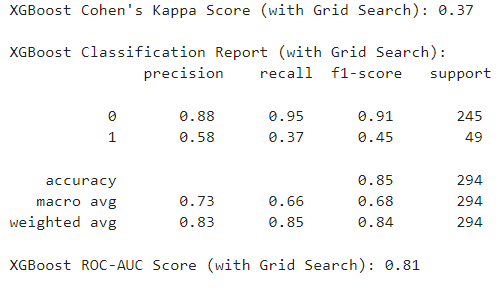 XGBoost Cohen's Kappa Score (with Grid Search): 0.37
XGBoost Classification Report (with Grid Search):
precision recall f1-score support
0 0.88 0.95 0.91 245
1 0.58 0.37 0.45 49
accuracy 0.85 294
macro avg 0.73 0.66 0.68 294
weighted avg 0.83 0.85 0.84 294
XGBoost ROC-AUC Score (with Grid Search): 0.81